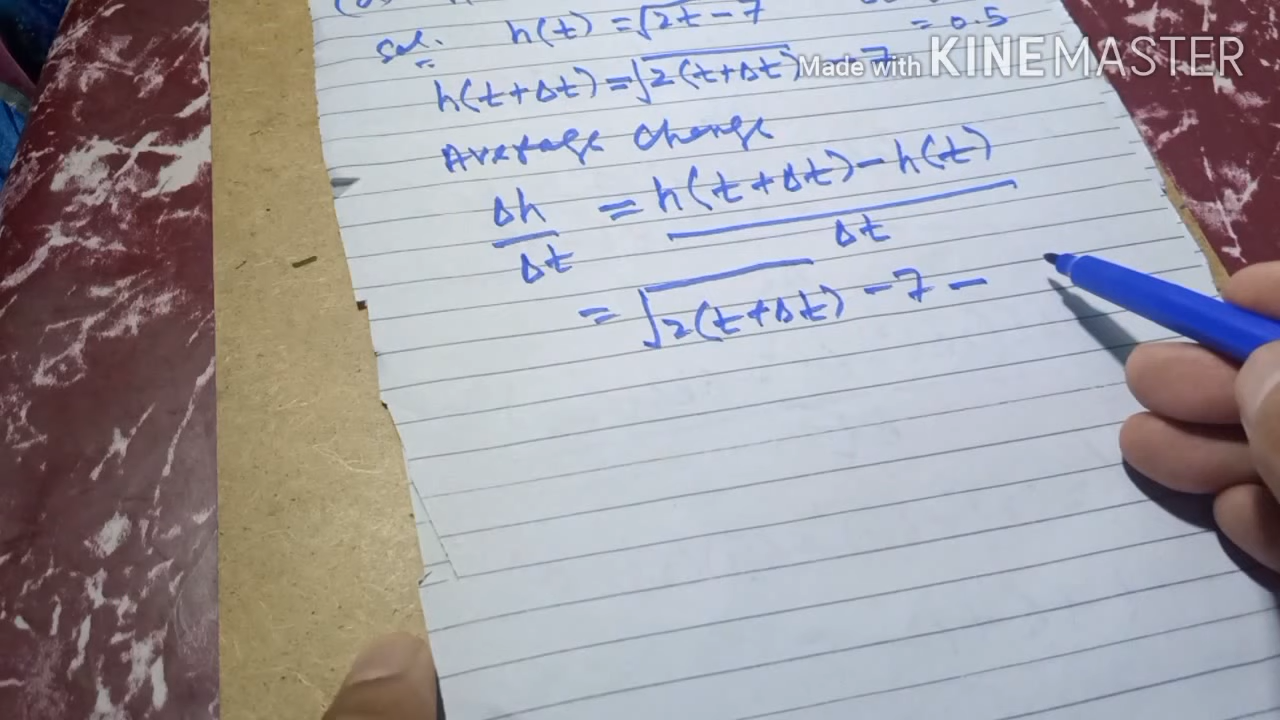 h(t) = √2t - 7
= 0.5
Sol.
h(t+Δt) = √2(t+Δt) - 7
Made with KINEMASTER
Average Change
Δh/Δt = h(t+Δt) - h(t)/Δt
= √2(t+Δt) - 7 -